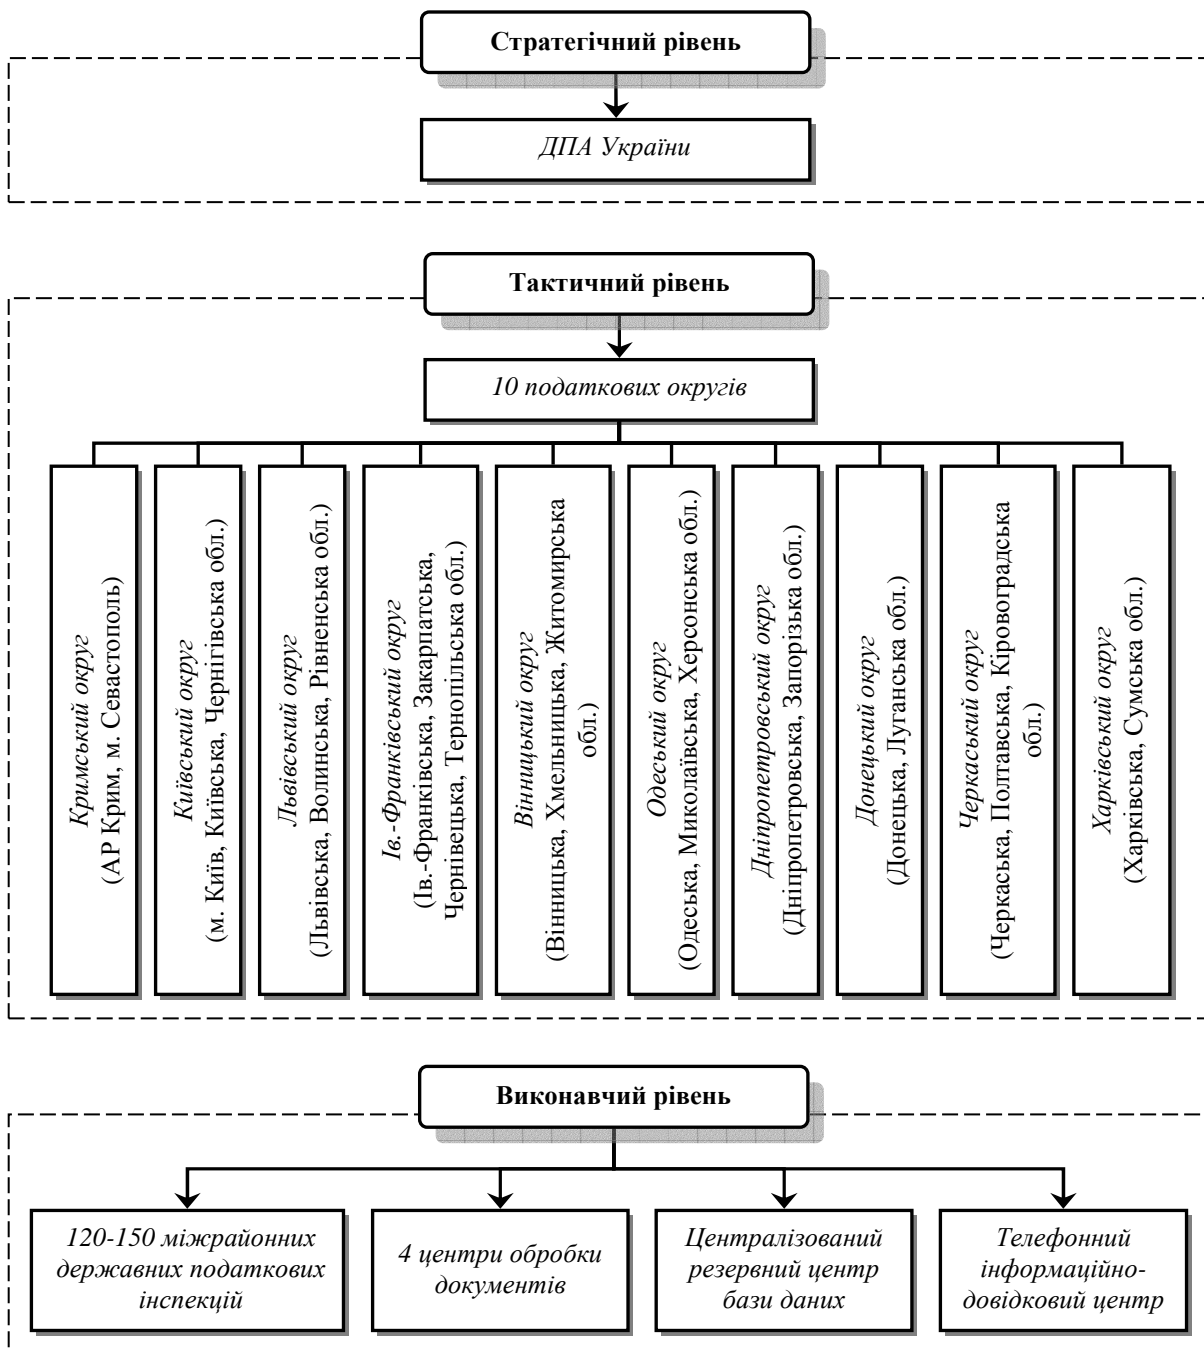 Стратегічний рівень
ДПА України
Тактичний рівень
10 податкових округів
Кримський округ
(АР Крим, м. Севастополь)
Київський округ
(м. Київ, Київська, Чернігівська обл.)
Львівський округ
(Львівська, Волинська, Рівненська обл.)
Ів.-Франківський округ
(Ів.-Франківська, Закарпатська,
Чернівецька, Тернопільська обл.)
Вінницький округ
(Вінницька, Хмельницька, Житомирська
обл.)
Одеський округ
(Одеська, Миколаївська, Херсонська обл.)
Дніпропетровський округ
(Дніпропетровська, Запорізька обл.)
Донецький округ
(Донецька, Луганська обл.)
Черкаський округ
(Черкаська, Полтавська, Кіровоградська
обл.)
Харківський округ
(Харківська, Сумська обл.)
Виконавчий рівень
120-150 міжрайонних
державних податкових
інспекцій
4 центри обробки
документів
Централізований
резервний центр
бази даних
Телефонний
інформаційно-
довідковий центр